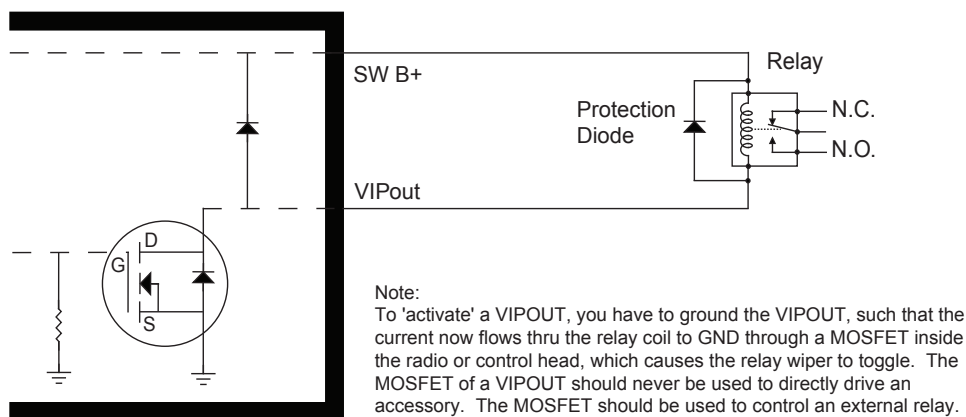 SW B+
Relay
Protection
Diode
N.C.
N.O.
VIPout
D
G
S
Note:
To 'activate' a VIPOUT, you have to ground the VIPOUT, such that the
current now flows thru the relay coil to GND through a MOSFET inside
the radio or control head, which causes the relay wiper to toggle.  The
MOSFET of a VIPOUT should never be used to directly drive an
accessory.  The MOSFET should be used to control an external relay.